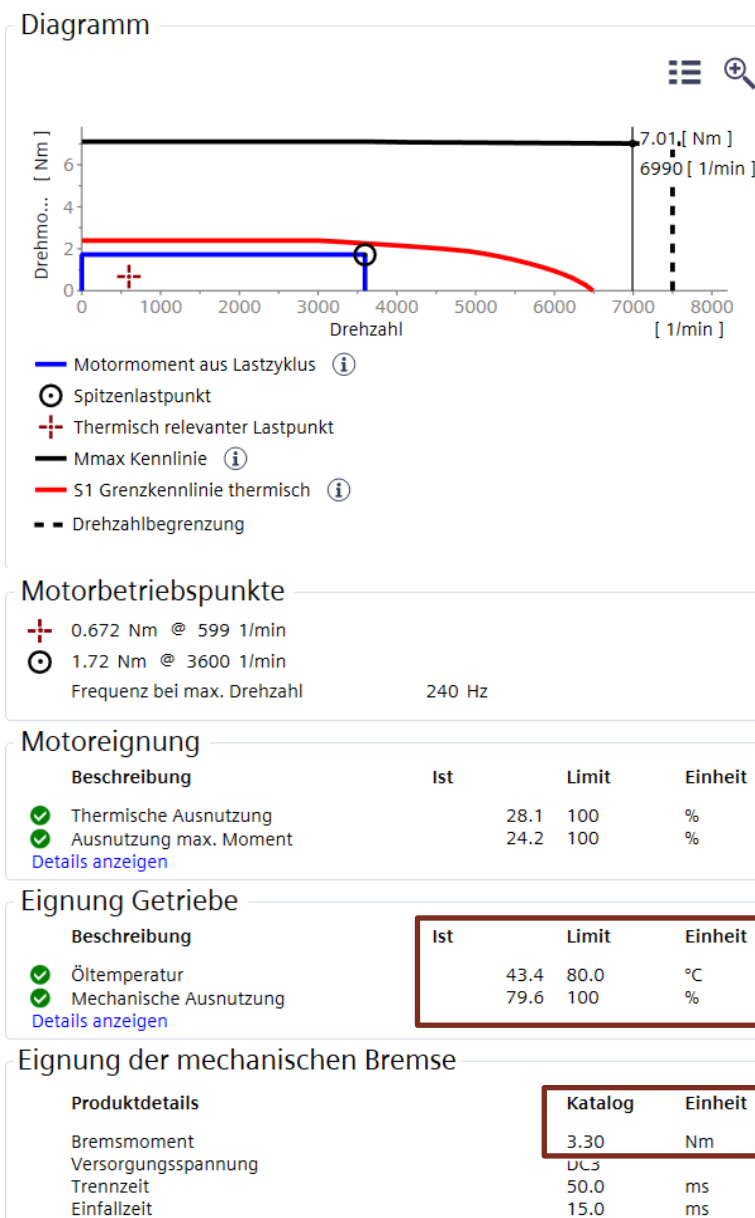 Diagramm
7.01 [ Nm ]
6990 [ 1/min ]
Drehmo... [ Nm ]
6
4
2
0
0 1000 2000 3000 4000 5000 6000 7000 8000
Drehzahl [ 1/min ]
Motormoment aus Lastzyklus
Spitzenlastpunkt
Thermisch relevanter Lastpunkt
Mmax Kennlinie
S1 Grenzkennlinie thermisch
Drehzahlbegrenzung
Motorbetriebspunkte
0.672 Nm @ 599 1/min
1.72 Nm @ 3600 1/min
Frequenz bei max. Drehzahl 240 Hz
Motoreignung
Beschreibung Ist Limit Einheit
Thermische Ausnutzung 28.1 100 %
Ausnutzung max. Moment 24.2 100 %
Details anzeigen
Eignung Getriebe
Beschreibung Ist Limit Einheit
Öltemperatur 43.4 80.0 °C
Mechanische Ausnutzung 79.6 100 %
Details anzeigen
Eignung der mechanischen Bremse
Produktdetails Katalog Einheit
Bremsmoment 3.30 Nm
Versorgungsspannung DC3
Trennzeit 50.0 ms
Einfallzeit 15.0 ms